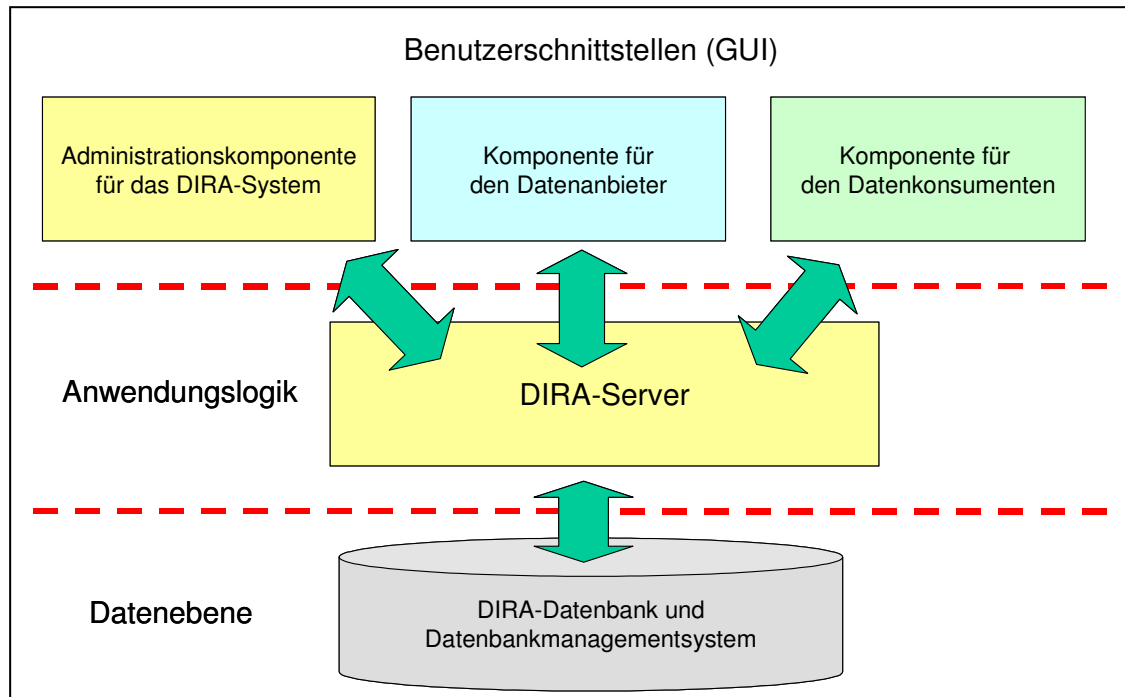 Benutzerschnittstellen (GUI)
Administrationskomponente
für das DIRA-System
Komponente für
den Datenanbieter
Komponente für
den Datenkonsumenten
Anwendungslogik
DIRA-Server
Datenebene
DIRA-Datenbank und
Datenbankmanagementsystem